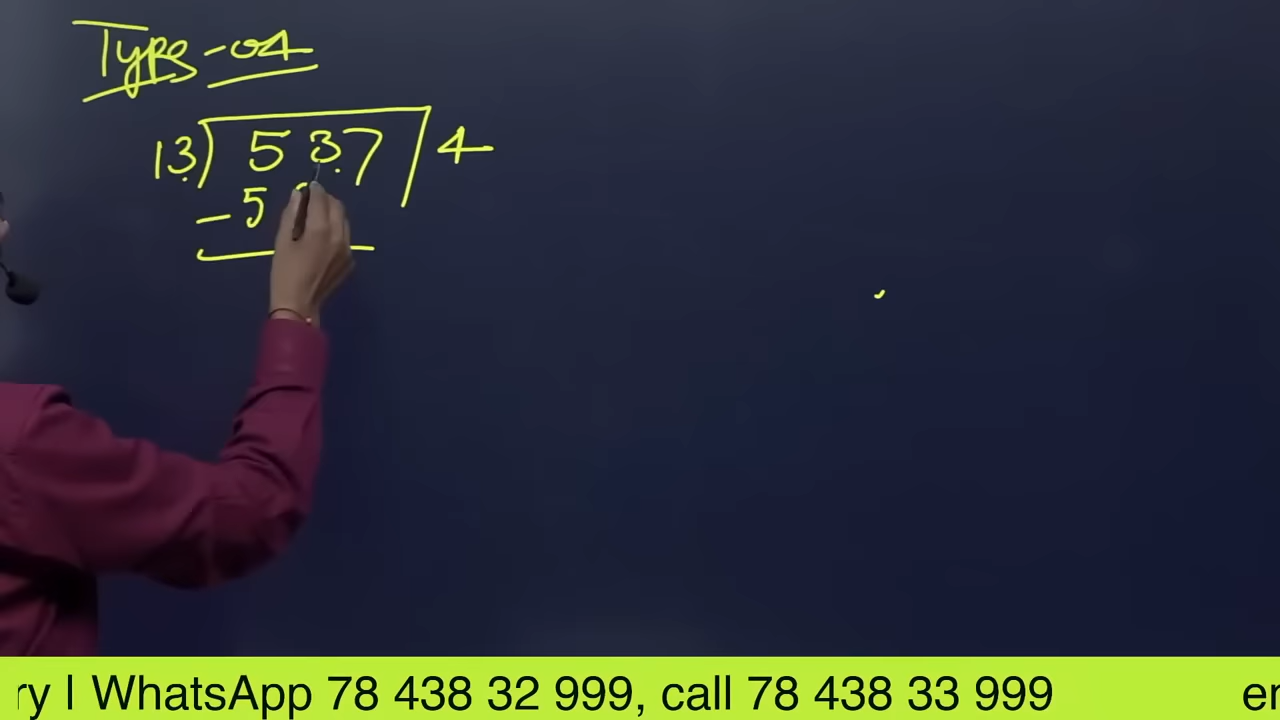 Type-04
13) 537 4
-5
ry | WhatsApp 78 438 32 999, call 78 438 33 999 er